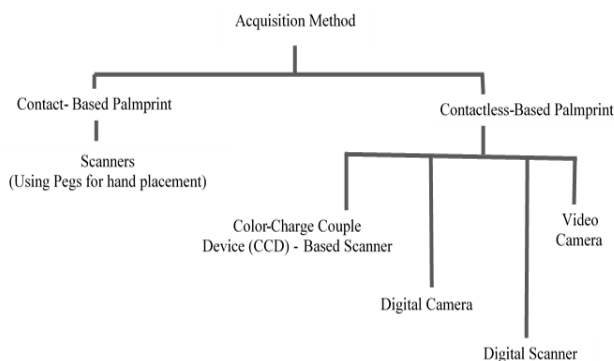 Acquisition Method
Contact- Based Palmprint
Contactless-Based Palmprint
Scanners
(Using Pegs for hand placement)
Color-Charge Couple
Device (CCD) - Based Scanner
Video
Camera
Digital Camera
Digital Scanner